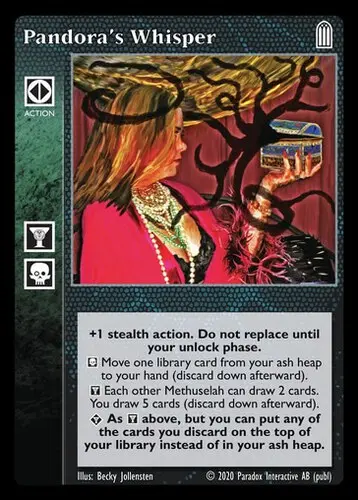 Pandora's Whisper
ACTION
+1 stealth action. Do not replace until
your unlock phase.
Move one library card from your ash heap
to your hand (discard down afterward).
Each other Methuselah can draw 2 cards.
You draw 5 cards (discard down afterward).
As above, but you can put any of
the cards you discard on the top of
your library instead of in your ash heap.
Illus: Becky Jollensten © 2020 Paradox Interactive AB (publ)